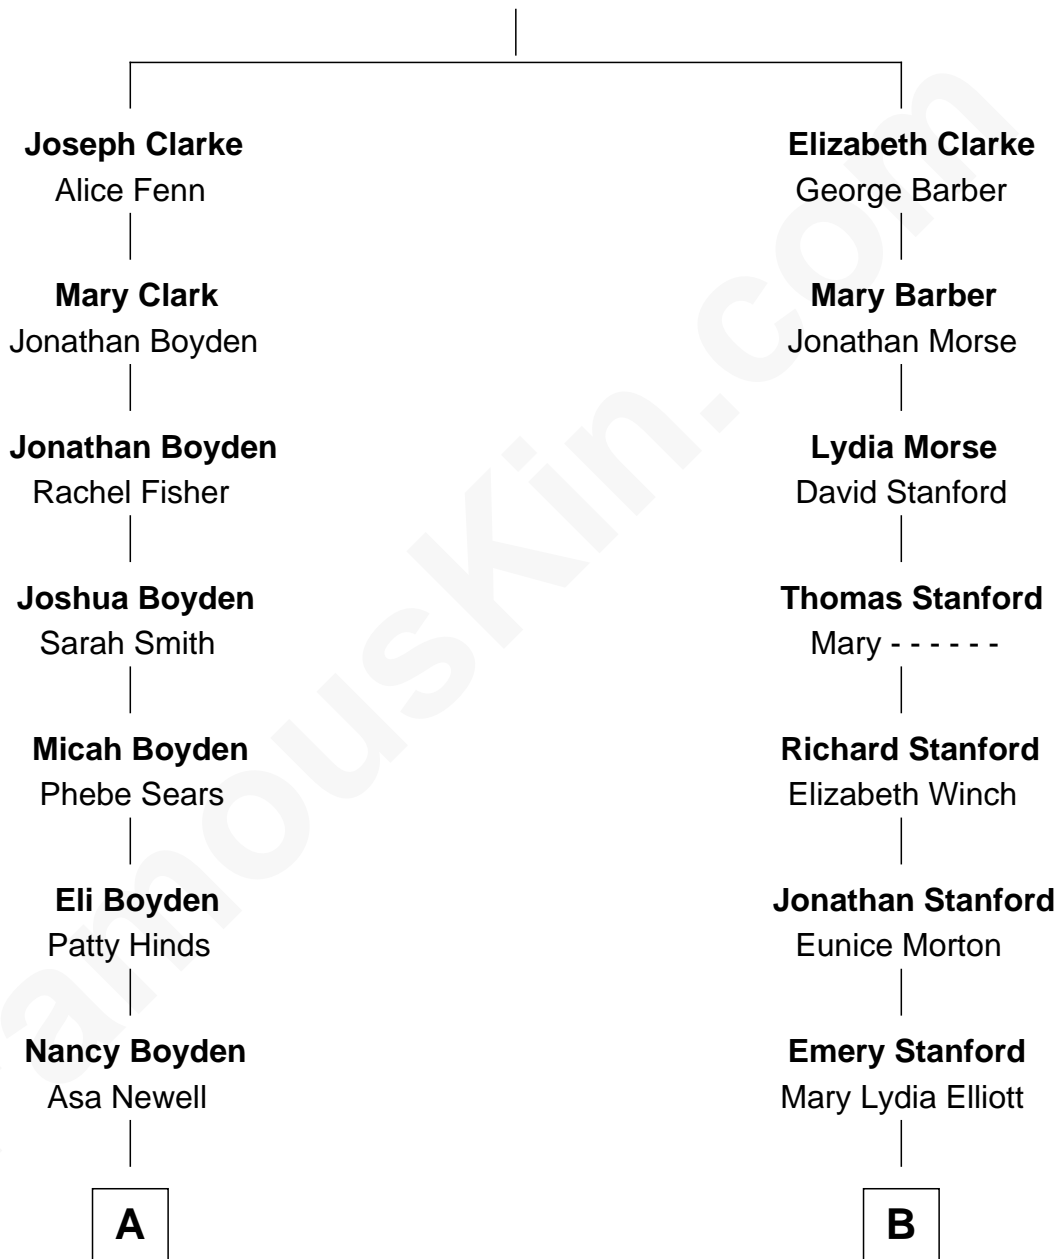 Joseph Clarke
Alice Fenn
Mary Clark
Jonathan Boyden
Jonathan Boyden
Rachel Fisher
Joshua Boyden
Sarah Smith
Micah Boyden
Phebe Sears
Eli Boyden
Patty Hinds
Nancy Boyden
Asa Newell
A
Elizabeth Clarke
George Barber
Mary Barber
Jonathan Morse
Lydia Morse
David Stanford
Thomas Stanford
Mary - - - - - -
Richard Stanford
Elizabeth Winch
Jonathan Stanford
Eunice Morton
Emery Stanford
Mary Lydia Elliott
B
amousKin.com